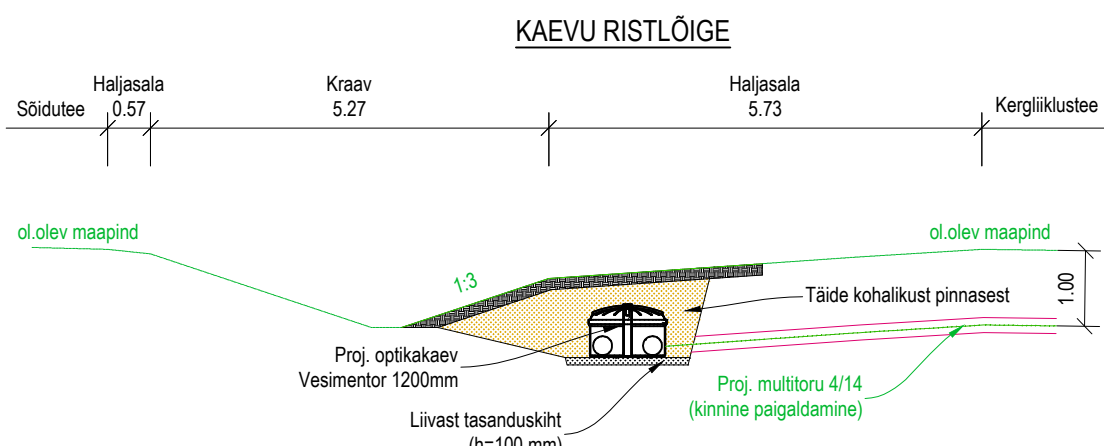 KAEVU RISTLÕIGE
Haljasala
Kraav
Haljasala
Sõidutee
0.57
5.27
5.73
Kergliiklustee
ol.olev maapind
ol.olev maapind
1:3
1.00
Täide kohalikust pinnasest
Proj. optikakaev
Vesimentor 1200mm
Proj. multitoru 4/14
(kinnine paigaldamine)
Liivast tasanduskiht
(h=100 mm)